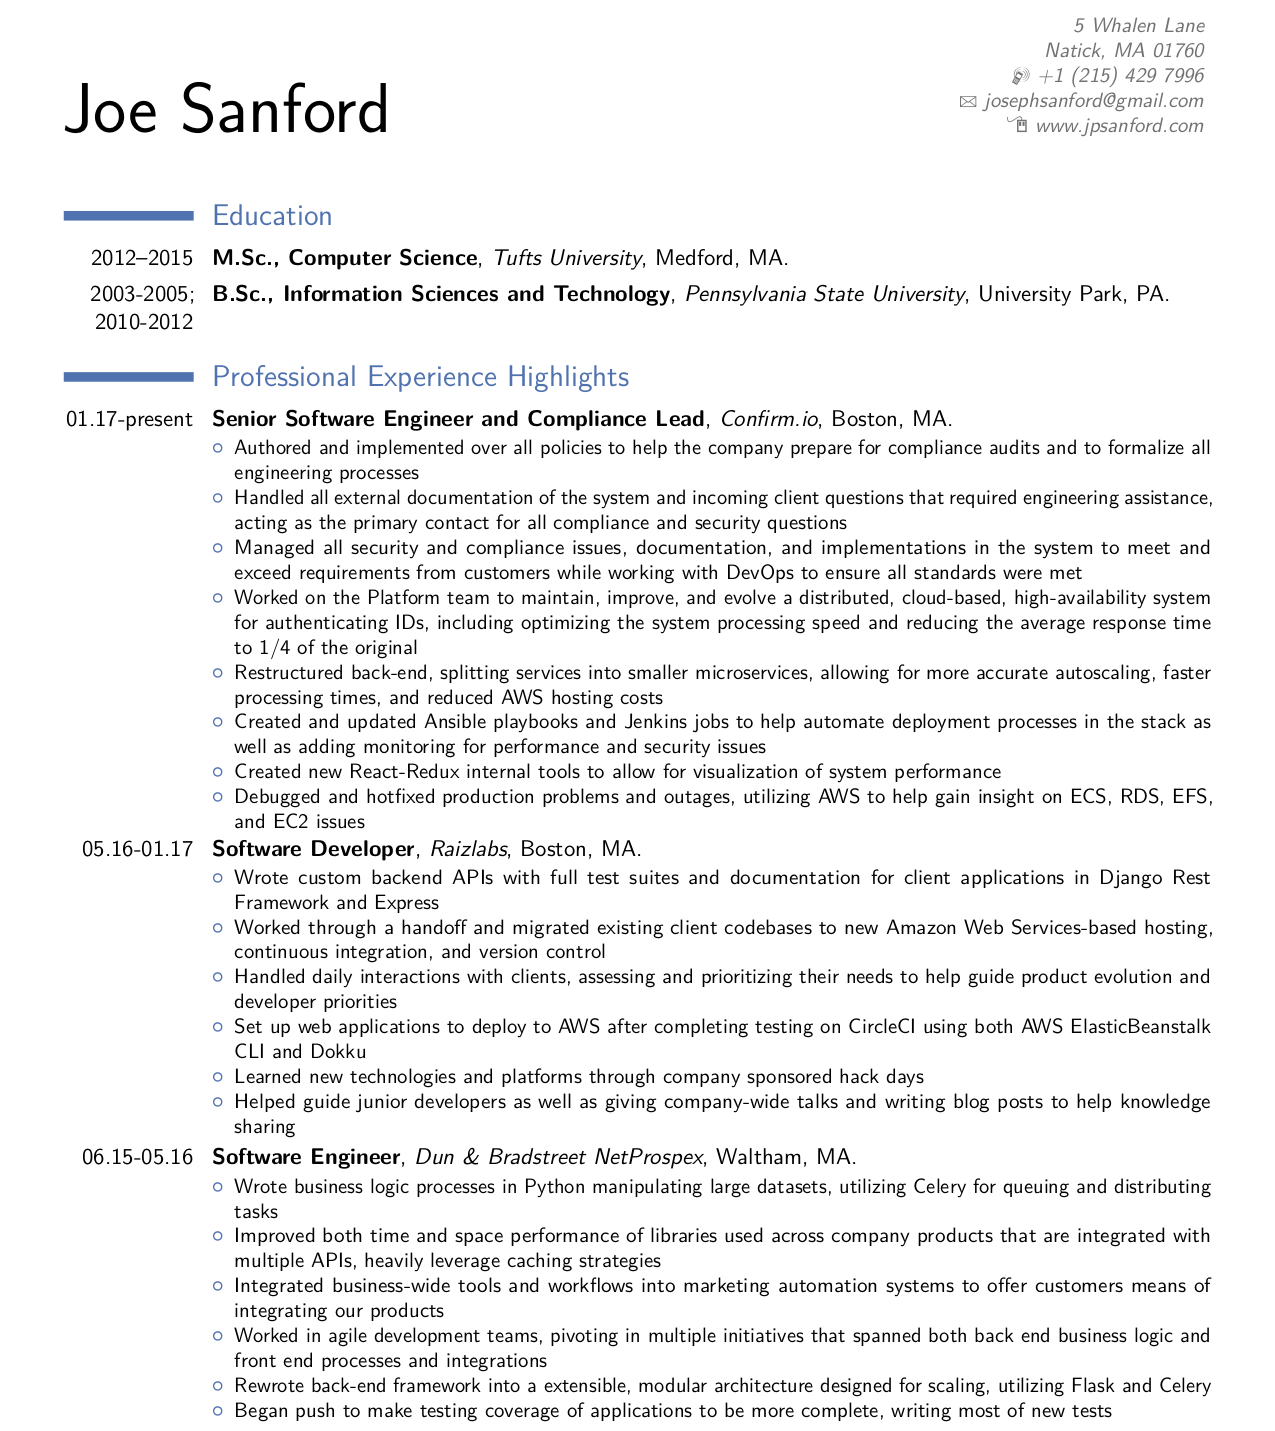 5 Whalen Lane
Natick, MA 01760
+1 (215) 429 7996
josephsanford@gmail.com
www.jpsanford.com
Joe Sanford
Education
2012–2015 M.Sc., Computer Science, Tufts University, Medford, MA.
2003-2005; B.Sc., Information Sciences and Technology, Pennsylvania State University, University Park, PA.
2010-2012
Professional Experience Highlights
01.17-present Senior Software Engineer and Compliance Lead, Confirm.io, Boston, MA.
Authored and implemented over all policies to help the company prepare for compliance audits and to formalize all
engineering processes
Handled all external documentation of the system and incoming client questions that required engineering assistance,
acting as the primary contact for all compliance and security questions
Managed all security and compliance issues, documentation, and implementations in the system to meet and
exceed requirements from customers while working with DevOps to ensure all standards were met
Worked on the Platform team to maintain, improve, and evolve a distributed, cloud-based, high-availability system
for authenticating IDs, including optimizing the system processing speed and reducing the average response time
to 1/4 of the original
Restructured back-end, splitting services into smaller microservices, allowing for more accurate autoscaling, faster
processing times, and reduced AWS hosting costs
Created and updated Ansible playbooks and Jenkins jobs to help automate deployment processes in the stack as
well as adding monitoring for performance and security issues
Created new React-Redux internal tools to allow for visualization of system performance
Debugged and hotfixed production problems and outages, utilizing AWS to help gain insight on ECS, RDS, EFS,
and EC2 issues
05.16-01.17 Software Developer, Raizlabs, Boston, MA.
Wrote custom backend APIs with full test suites and documentation for client applications in Django Rest
Framework and Express
Worked through a handoff and migrated existing client codebases to new Amazon Web Services-based hosting,
continuous integration, and version control
Handled daily interactions with clients, assessing and prioritizing their needs to help guide product evolution and
developer priorities
Set up web applications to deploy to AWS after completing testing on CircleCI using both AWS ElasticBeanstalk
CLI and Dokku
Learned new technologies and platforms through company sponsored hack days
Helped guide junior developers as well as giving company-wide talks and writing blog posts to help knowledge
sharing
06.15-05.16 Software Engineer, Dun & Bradstreet NetProspex, Waltham, MA.
Wrote business logic processes in Python manipulating large datasets, utilizing Celery for queuing and distributing
tasks
Improved both time and space performance of libraries used across company products that are integrated with
multiple APIs, heavily leverage caching strategies
Integrated business-wide tools and workflows into marketing automation systems to offer customers means of
integrating our products
Worked in agile development teams, pivoting in multiple initiatives that spanned both back end business logic and
front end processes and integrations
Rewrote back-end framework into a extensible, modular architecture designed for scaling, utilizing Flask and Celery
Began push to make testing coverage of applications to be more complete, writing most of new tests